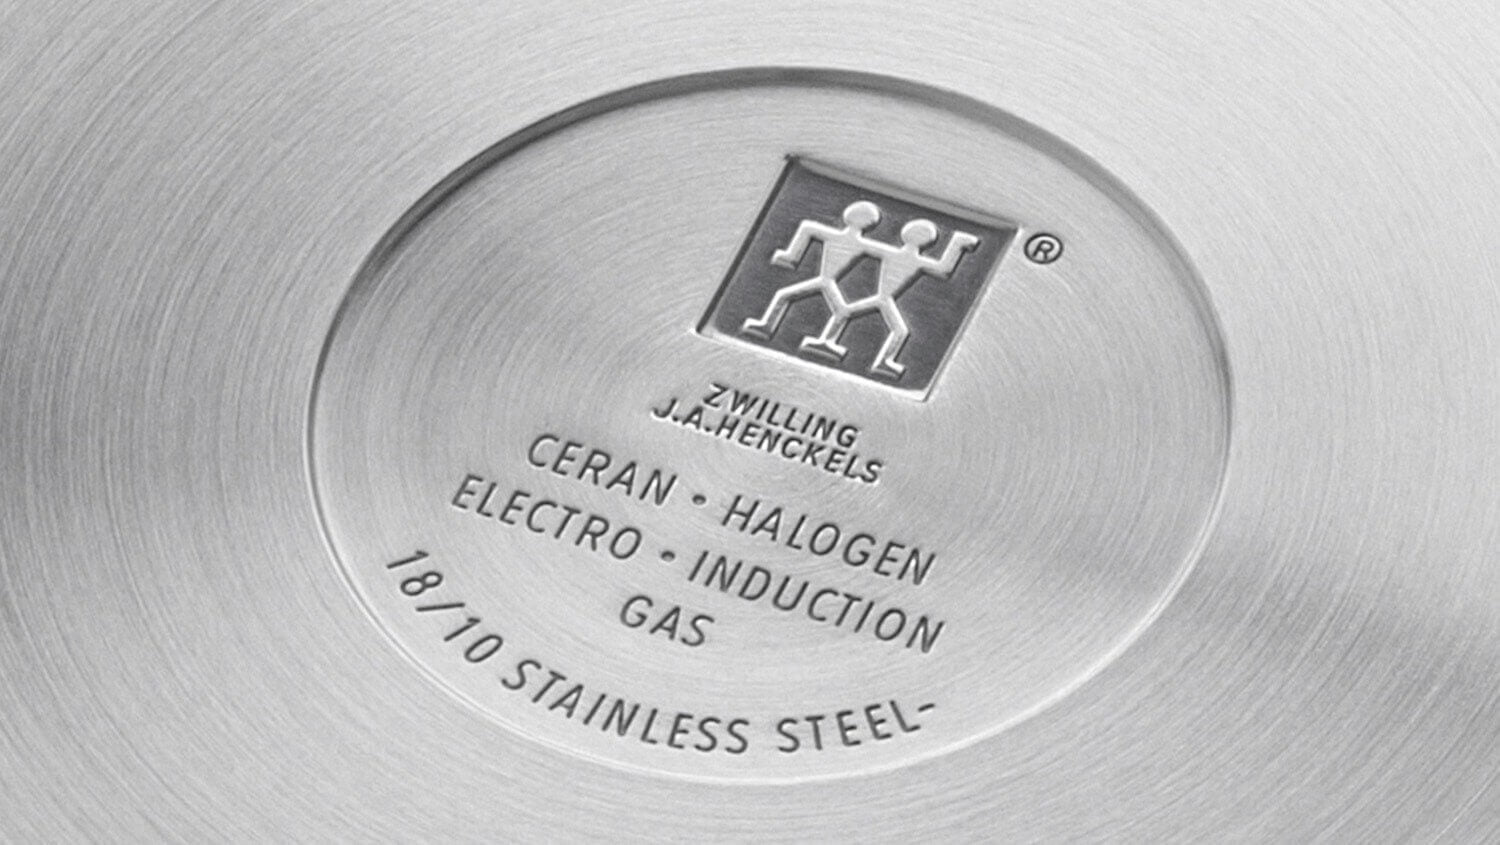 ®
ZWILLING
J.A.HENCKELS
CERAN • HALOGEN
ELECTRO • INDUCTION
GAS
18/10 STAINLESS STEEL-